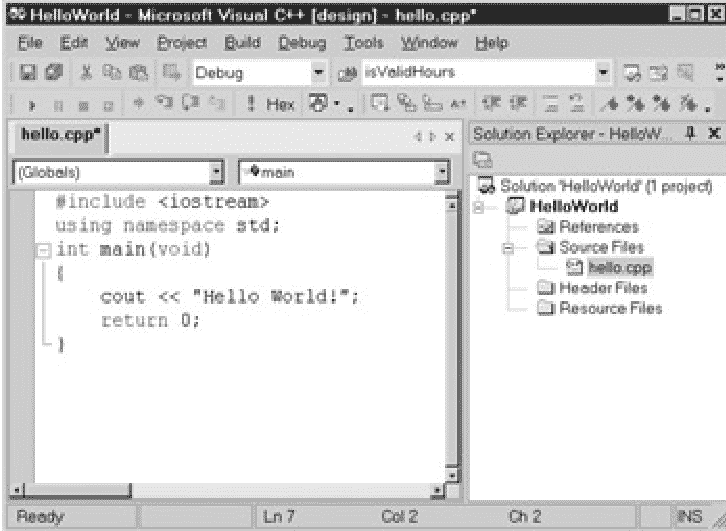 HelloWorld - Microsoft Visual C++ [design] - hello.cpp*
File Edit View Project Build Debug Tools Window Help
Debug isValidHours
Hex
hello.cpp*
Solution Explorer - HelloW...
(Globals) main
#include <iostream>
using namespace std;
int main(void)
{
cout << "Hello World!";
return 0;
}
Solution 'HelloWorld' (1 project)
HelloWorld
References
Source Files
hello.cpp
Header Files
Resource Files
Ready Ln 7 Col 2 Ch 2 INS